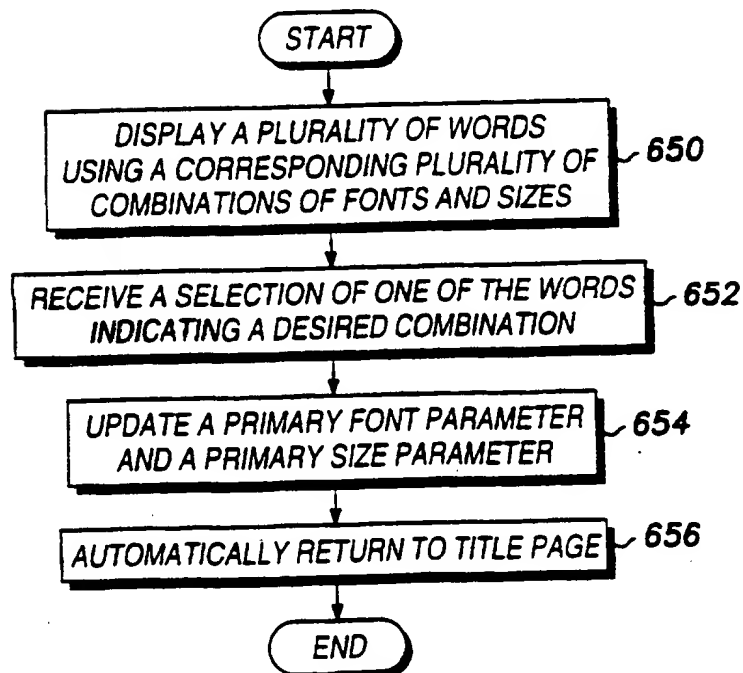 START
DISPLAY A PLURALITY OF WORDS
USING A CORRESPONDING PLURALITY OF
COMBINATIONS OF FONTS AND SIZES
650
RECEIVE A SELECTION OF ONE OF THE WORDS
INDICATING A DESIRED COMBINATION
652
UPDATE A PRIMARY FONT PARAMETER
AND A PRIMARY SIZE PARAMETER
654
AUTOMATICALLY RETURN TO TITLE PAGE
656
END